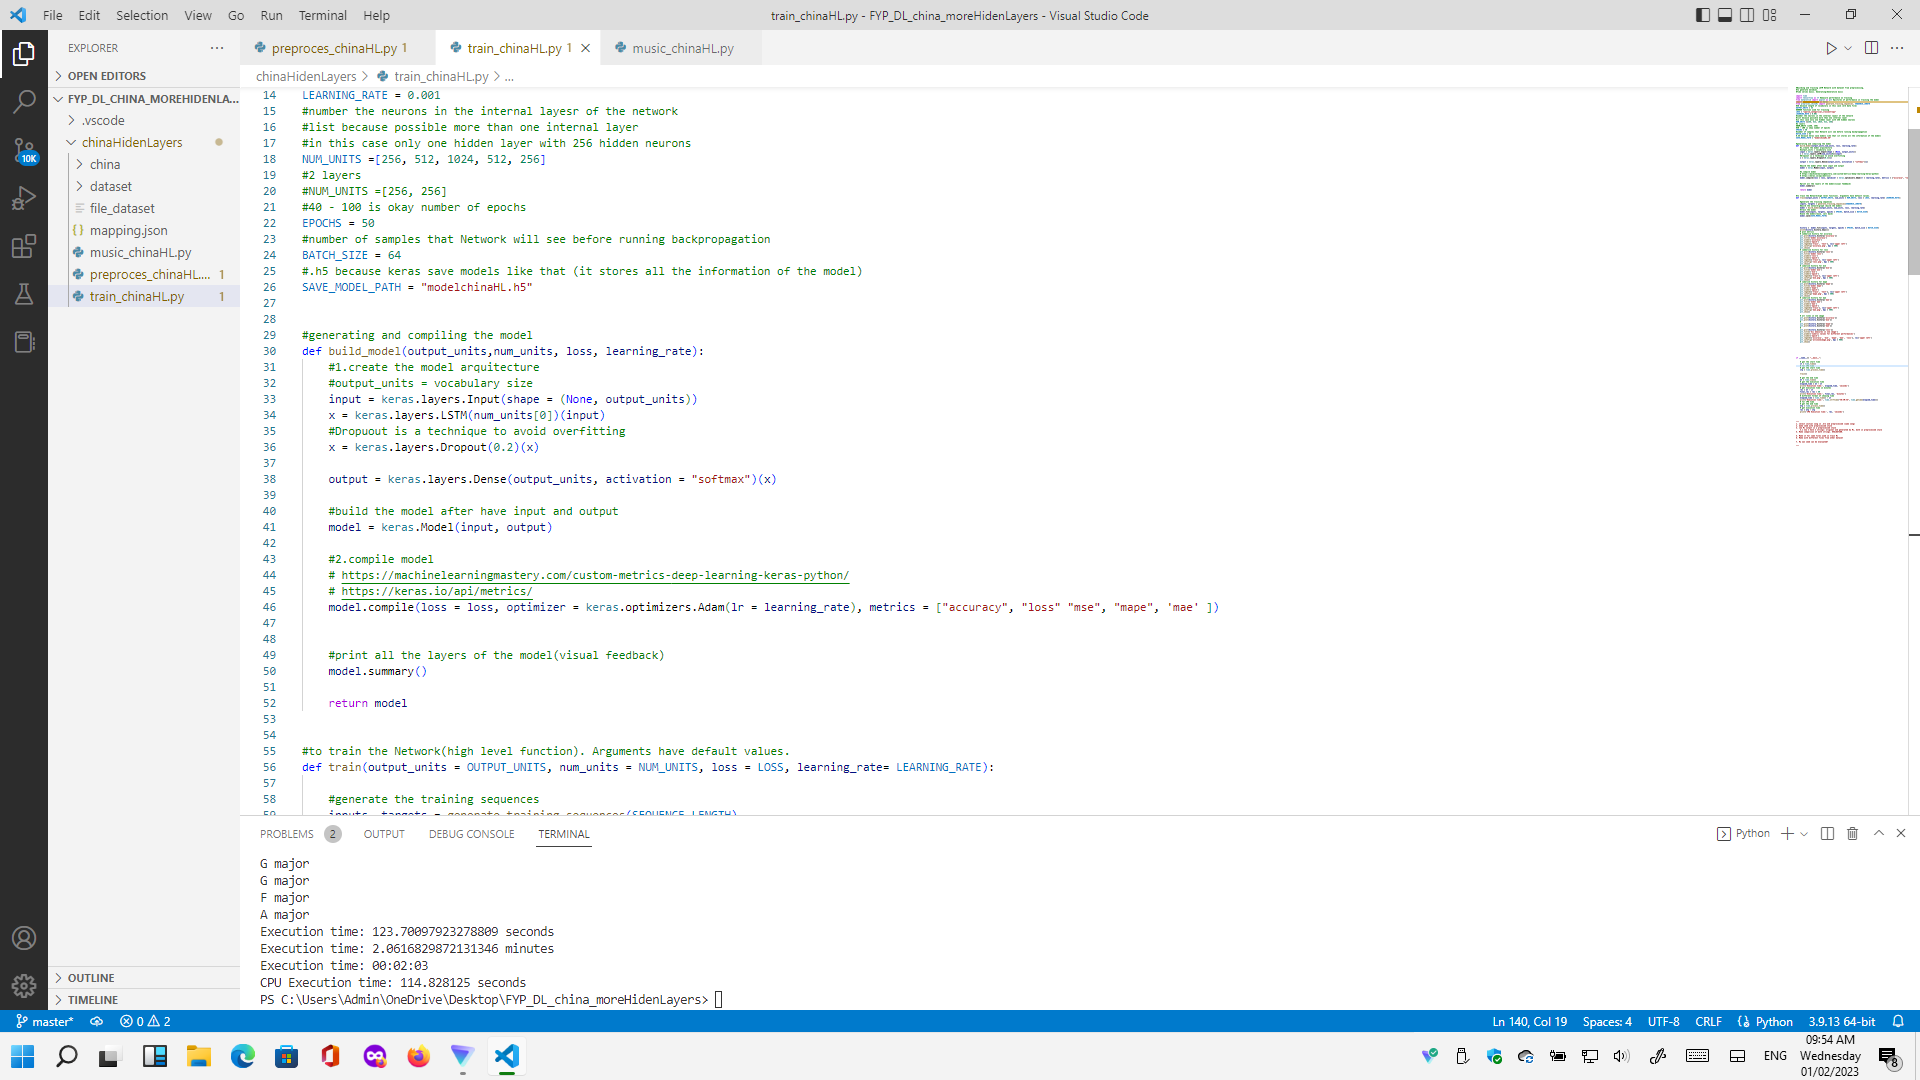 File Edit Selection View Go Run Terminal Help
train_chinaHL.py - FYP_DL_china_moreHidenLayers - Visual Studio Code
EXPLORER
OPEN EDITORS
FYP_DL_CHINA_MOREHIDENLA...
.vscode
chinaHidenLayers
china
dataset
file_dataset
mapping.json
music_chinaHL.py
preproces_chinaHL.... 1
train_chinaHL.py 1
OUTLINE
TIMELINE
10K
preproces_chinaHL.py 1
train_chinaHL.py 1
music_chinaHL.py
chinaHidenLayers > train_chinaHL.py > ...
14 LEARNING_RATE = 0.001
15 #number the neurons in the internal layesr of the network
16 #list because possible more than one internal layer
17 #in this case only one hidden layer with 256 hidden neurons
18 NUM_UNITS =[256, 512, 1024, 512, 256]
19 #2 layers
20 #NUM_UNITS =[256, 256]
21 #40 - 100 is okay number of epochs
22 EPOCHS = 50
23 #number of samples that Network will see before running backpropagation
24 BATCH_SIZE = 64
25 #.h5 because keras save models like that (it stores all the information of the model)
26 SAVE_MODEL_PATH = "modelchinaHL.h5"
27
28
29 #generating and compiling the model
30 def build_model(output_units,num_units, loss, learning_rate):
31 #1.create the model arquitecture
32 #output_units = vocabulary size
33 input = keras.layers.Input(shape = (None, output_units))
34 x = keras.layers.LSTM(num_units[0])(input)
35 #Dropuout is a technique to avoid overfitting
36 x = keras.layers.Dropout(0.2)(x)
37
38 output = keras.layers.Dense(output_units, activation = "softmax")(x)
39
40 #build the model after have input and output
41 model = keras.Model(input, output)
42
43 #2.compile model
44 # https://machinelearningmastery.com/custom-metrics-deep-learning-keras-python/
45 # https://keras.io/api/metrics/
46 model.compile(loss = loss, optimizer = keras.optimizers.Adam(lr = learning_rate), metrics = ["accuracy", "loss" "mse", "mape", 'mae' ])
47
48
49 #print all the layers of the model(visual feedback)
50 model.summary()
51
52 return model
53
54
55 #to train the Network(high level function). Arguments have default values.
56 def train(output_units = OUTPUT_UNITS, num_units = NUM_UNITS, loss = LOSS, learning_rate= LEARNING_RATE):
57
58 #generate the training sequences
59 inputs, targets = generate_training_sequences(SEQUENCE_LENGTH)
PROBLEMS 2 OUTPUT DEBUG CONSOLE TERMINAL
Python
G major
G major
F major
A major
Execution time: 123.70097923278809 seconds
Execution time: 2.0616829872131346 minutes
Execution time: 00:02:03
CPU Execution time: 114.828125 seconds
PS C:\Users\Admin\OneDrive\Desktop\FYP_DL_china_moreHidenLayers>
master* 0 2
Ln 140, Col 19 Spaces: 4 UTF-8 CRLF Python 3.9.13 64-bit
ENG
09:54 AM
Wednesday
01/02/2023
8